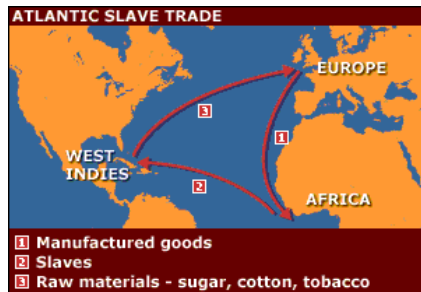 ATLANTIC SLAVE TRADE
EUROPE
3
1
WEST
INDIES
2
AFRICA
1 Manufactured goods
2 Slaves
3 Raw materials - sugar, cotton, tobacco